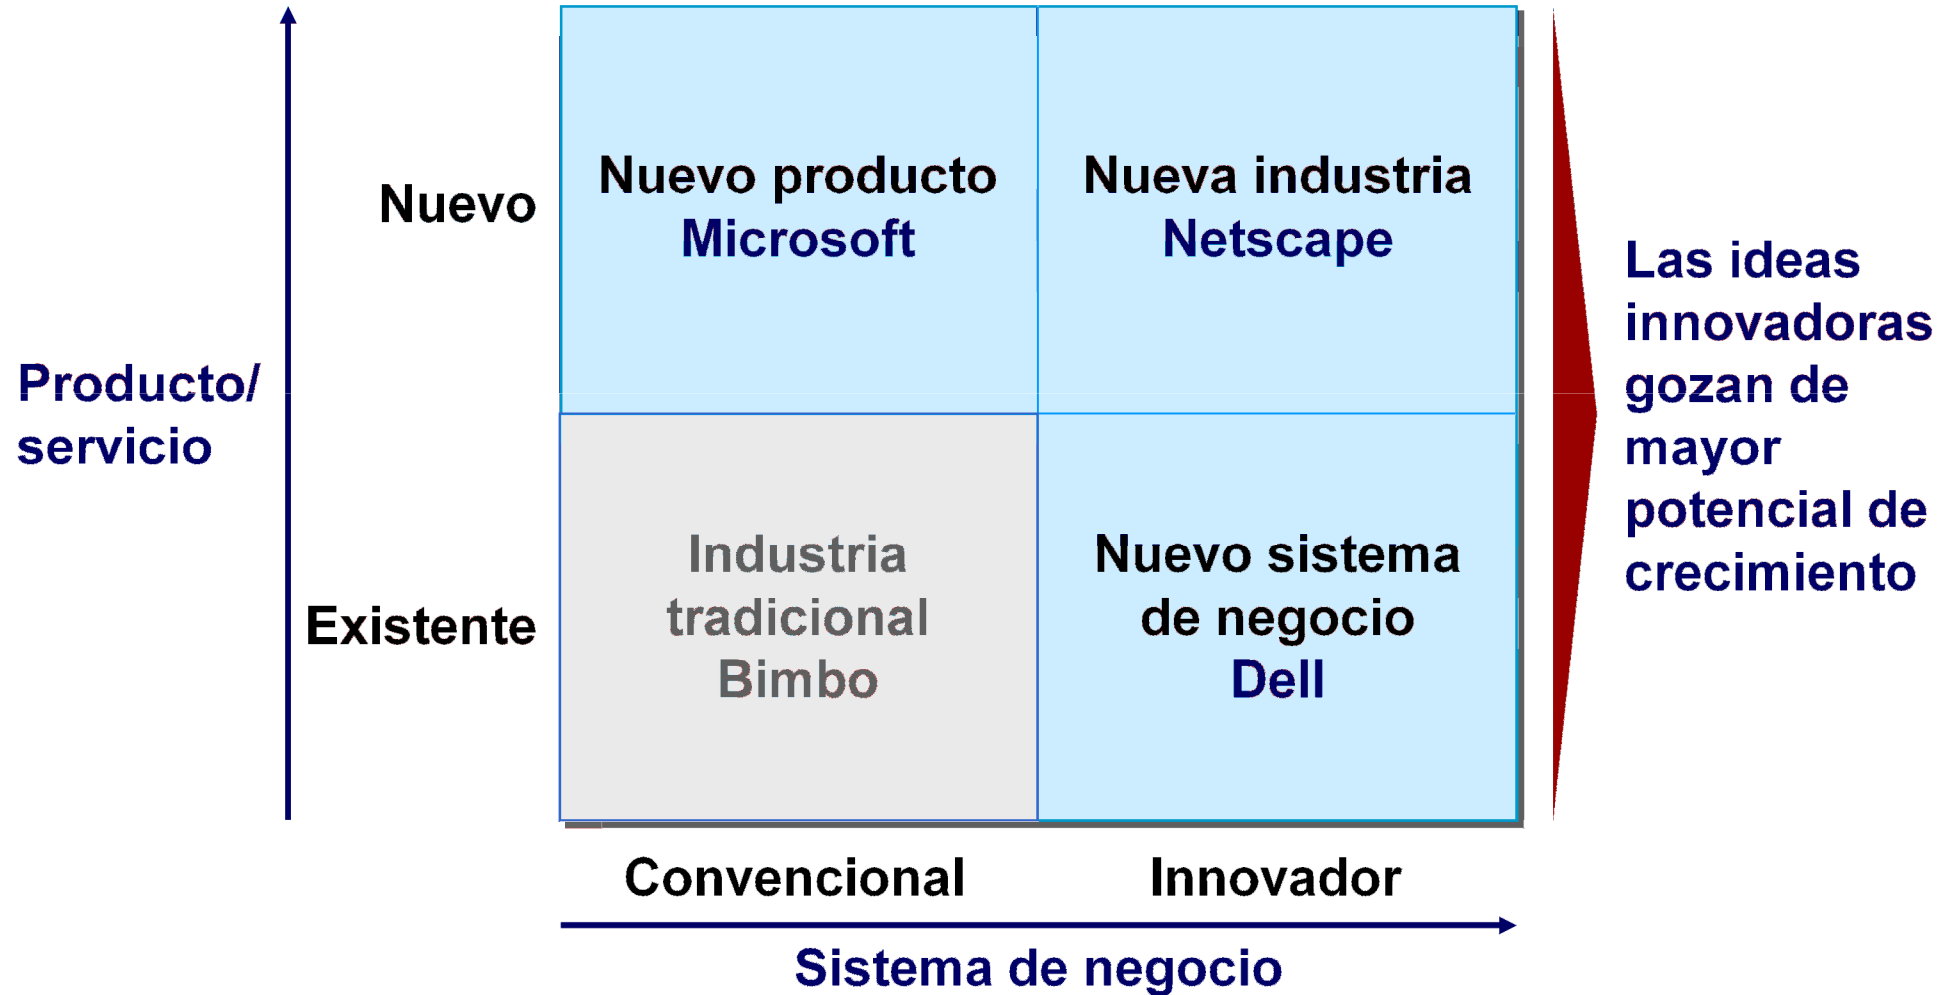 Nuevo
Nuevo producto
Microsoft
Nueva industria
Netscape
Producto/
servicio
Existente
Industria
tradicional
Bimbo
Nuevo sistema
de negocio
Dell
Convencional
Innovador
Sistema de negocio
Las ideas
innovadoras
gozan de
mayor
potencial de
crecimiento